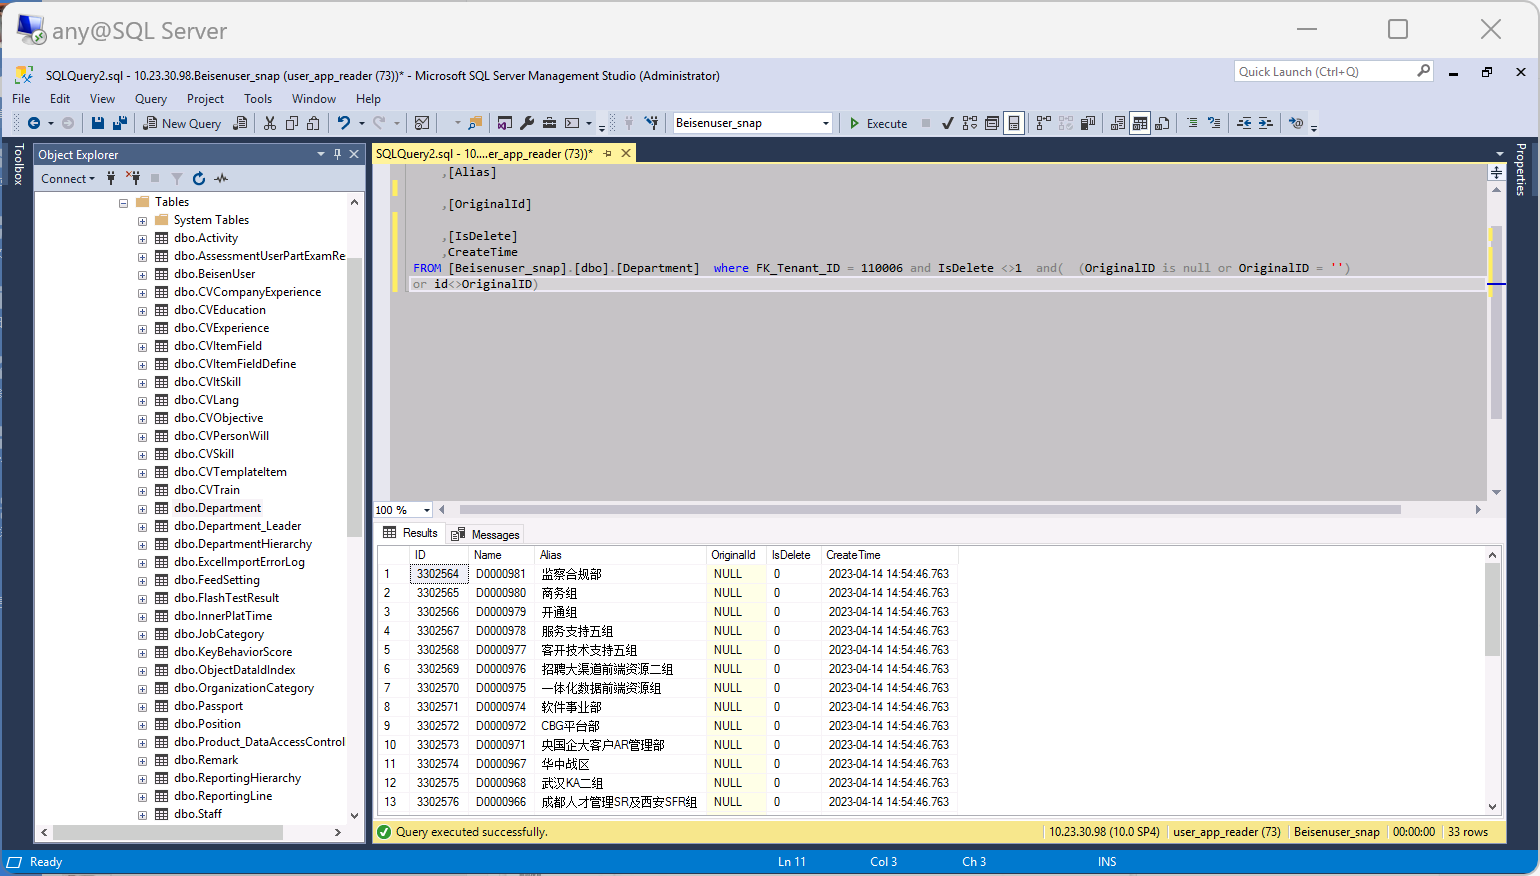 any@SQL Server
SQLQuery2.sql - 10.23.30.98.Beisenuser_snap (user_app_reader (73))* - Microsoft SQL Server Management Studio (Administrator)
Quick Launch (Ctrl+Q)
File Edit View Query Project Tools Window Help
New Query Beisenuser_snap Execute
Toolbox
Object Explorer
Connect
Tables
System Tables
dbo.Activity
dbo.AssessmentUserPartExamRe
dbo.BeisenUser
dbo.CVCompanyExperience
dbo.CVEducation
dbo.CVExperience
dbo.CVItemField
dbo.CVItemFieldDefine
dbo.CVItSkill
dbo.CVLang
dbo.CVObjective
dbo.CVPersonWill
dbo.CVSkill
dbo.CVTemplateItem
dbo.CVTrain
dbo.Department
dbo.Department_Leader
dbo.DepartmentHierarchy
dbo.ExcelImportErrorLog
dbo.FeedSetting
dbo.FlashTestResult
dbo.InnerPlatTime
dbo.JobCategory
dbo.KeyBehaviorScore
dbo.ObjectDataIdIndex
dbo.OrganizationCategory
dbo.Passport
dbo.Position
dbo.Product_DataAccessControl
dbo.Remark
dbo.ReportingHierarchy
dbo.ReportingLine
dbo.Staff
SQLQuery2.sql - 10....er_app_reader (73))*
,[Alias]
,[OriginalId]
,[IsDelete]
,CreateTime
FROM [Beisenuser_snap].[dbo].[Department] where FK_Tenant_ID = 110006 and IsDelete <>1 and( (OriginalID is null or OriginalID = '')
or id<>OriginalID)
Properties
100 %
Results Messages
ID Name Alias OriginalId IsDelete CreateTime
1 3302564 D0000981 监察合规部 NULL 0 2023-04-14 14:54:46.763
2 3302565 D0000980 商务组 NULL 0 2023-04-14 14:54:46.763
3 3302566 D0000979 开通组 NULL 0 2023-04-14 14:54:46.763
4 3302567 D0000978 服务支持五组 NULL 0 2023-04-14 14:54:46.763
5 3302568 D0000977 客开技术支持五组 NULL 0 2023-04-14 14:54:46.763
6 3302569 D0000976 招聘大渠道前端资源二组 NULL 0 2023-04-14 14:54:46.763
7 3302570 D0000975 一体化数据前端资源组 NULL 0 2023-04-14 14:54:46.763
8 3302571 D0000974 软件事业部 NULL 0 2023-04-14 14:54:46.763
9 3302572 D0000972 CBG平台部 NULL 0 2023-04-14 14:54:46.763
10 3302573 D0000971 央国企大客户AR管理部 NULL 0 2023-04-14 14:54:46.763
11 3302574 D0000967 华中战区 NULL 0 2023-04-14 14:54:46.763
12 3302575 D0000968 武汉KA二组 NULL 0 2023-04-14 14:54:46.763
13 3302576 D0000966 成都人才管理SR及西安SFR组 NULL 0 2023-04-14 14:54:46.763
Query executed successfully. 10.23.30.98 (10.0 SP4) user_app_reader (73) Beisenuser_snap 00:00:00 33 rows
Ready Ln 11 Col 3 Ch 3 INS